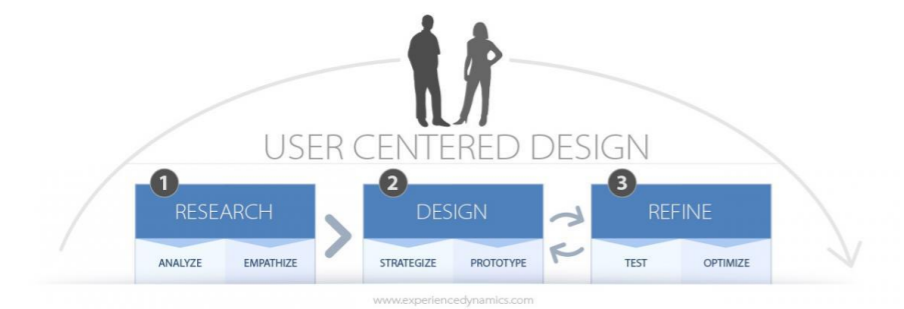 USER CENTERED DESIGN
1
RESEARCH
ANALYZE EMPATHIZE
2
DESIGN
STRATEGIZE PROTOTYPE
3
REFINE
TEST OPTIMIZE
www.experiencedynamics.com